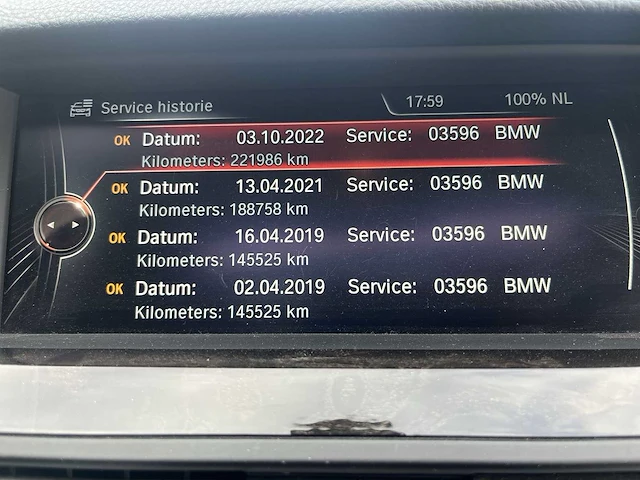 Service historie 17:59 100% NL
OK Datum: 03.10.2022 Service: 03596 BMW
Kilometers: 221986 km
OK Datum: 13.04.2021 Service: 03596 BMW
Kilometers: 188758 km
OK Datum: 16.04.2019 Service: 03596 BMW
Kilometers: 145525 km
OK Datum: 02.04.2019 Service: 03596 BMW
Kilometers: 145525 km